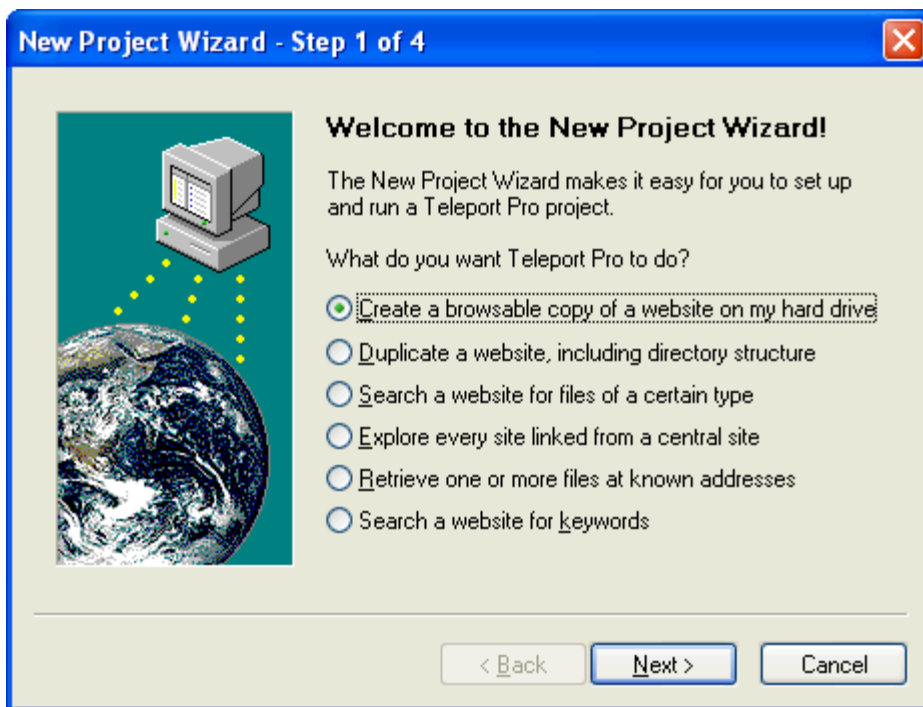 New Project Wizard - Step 1 of 4
Welcome to the New Project Wizard!
The New Project Wizard makes it easy for you to set up
and run a Teleport Pro project.
What do you want Teleport Pro to do?
Create a browsable copy of a website on my hard drive
Duplicate a website, including directory structure
Search a website for files of a certain type
Explore every site linked from a central site
Retrieve one or more files at known addresses
Search a website for keywords
< Back Next > Cancel